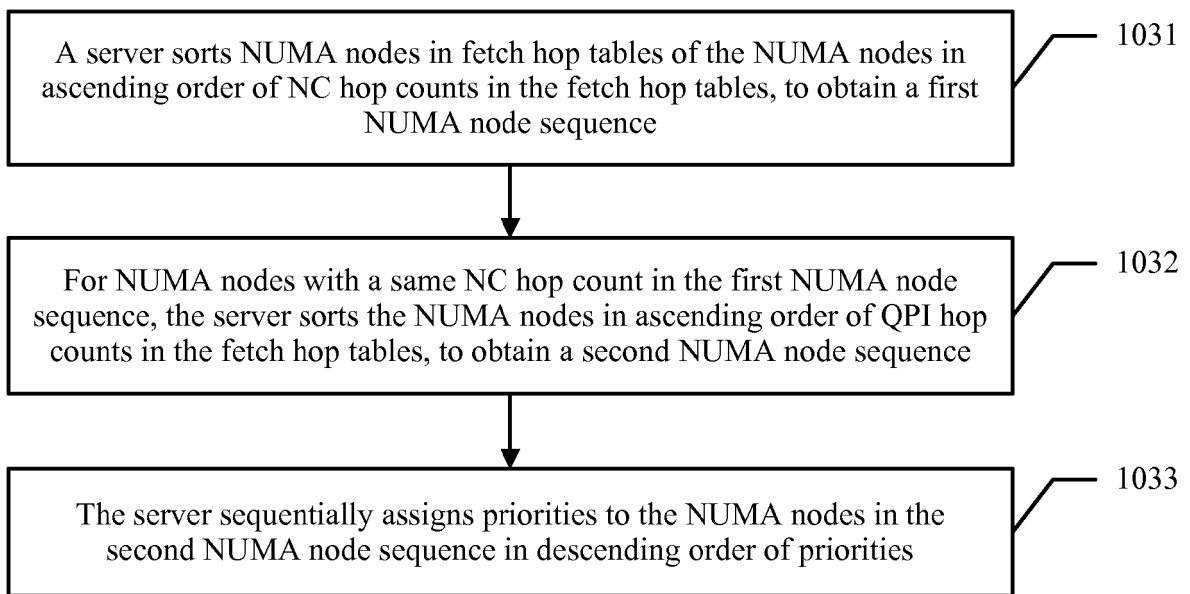 A server sorts NUMA nodes in fetch hop tables of the NUMA nodes in
ascending order of NC hop counts in the fetch hop tables, to obtain a first
NUMA node sequence
1031
For NUMA nodes with a same NC hop count in the first NUMA node
sequence, the server sorts the NUMA nodes in ascending order of QPI hop
counts in the fetch hop tables, to obtain a second NUMA node sequence
1032
The server sequentially assigns priorities to the NUMA nodes in the
second NUMA node sequence in descending order of priorities
1033